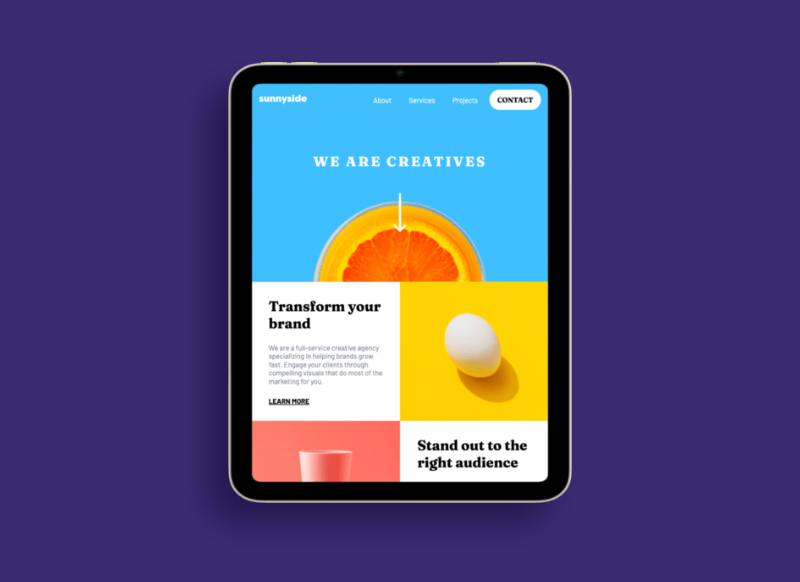 sunnyside
About Services Projects CONTACT
WE ARE CREATIVES
Transform your
brand
We are a full-service creative agency
specializing in helping brands grow
fast. Engage your clients through
compelling visuals that do most of the
marketing for you.
LEARN MORE
Stand out to the
right audience